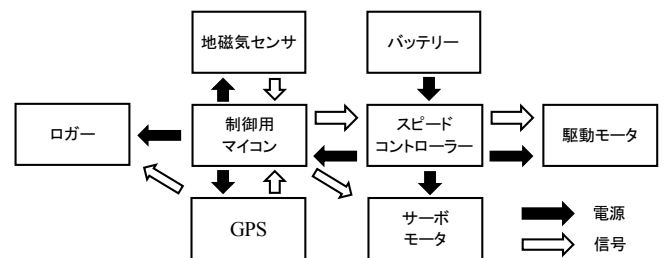 地磁気センサ
バッテリー
ロガー
制御用
マイコン
スピード
コントローラー
駆動モータ
GPS
サーボ
モータ
電源
信号